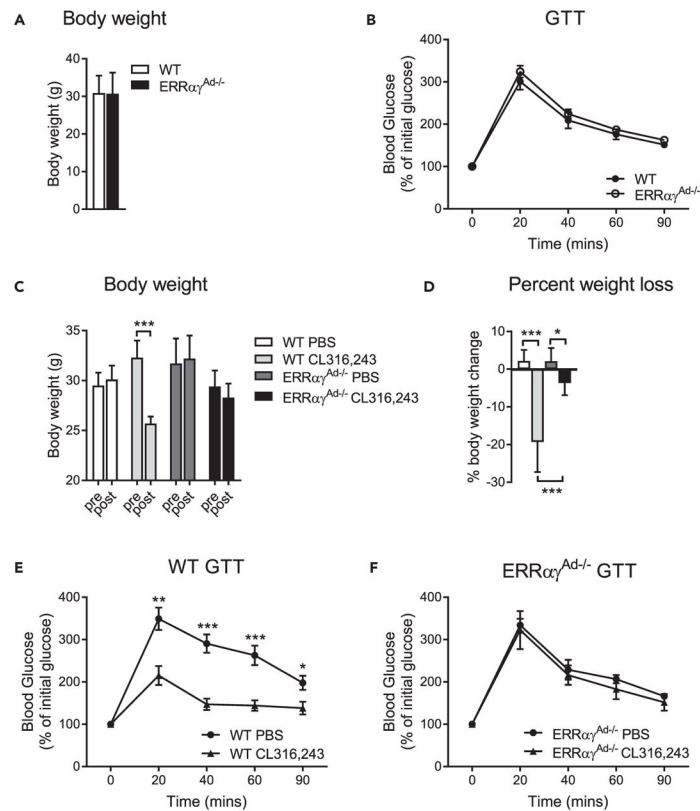 A
Body weight
Body weight (g)
40
30
20
10
0
WT
ERRαγAd-/-
B
GTT
Blood Glucose
(% of initial glucose)
400
300
200
100
0
WT
ERRαγAd-/-
0 20 40 60 90
Time (mins)
C
Body weight
Body weight (g)
35
30
25
20
***
pre post pre post pre post pre post
WT PBS
WT CL316,243
ERRαγAd-/- PBS
ERRαγAd-/- CL316,243
D
Percent weight loss
% body weight change
10
0
-10
-20
-30
*** *
***
E
WT GTT
Blood Glucose
(% of initial glucose)
400
300
200
100
0
** *** *** *
WT PBS
WT CL316,243
0 20 40 60 90
Time (mins)
F
ERRαγAd-/- GTT
Blood Glucose
(% of initial glucose)
400
300
200
100
0
ERRαγAd-/- PBS
ERRαγAd-/- CL316,243
0 20 40 60 90
Time (mins)